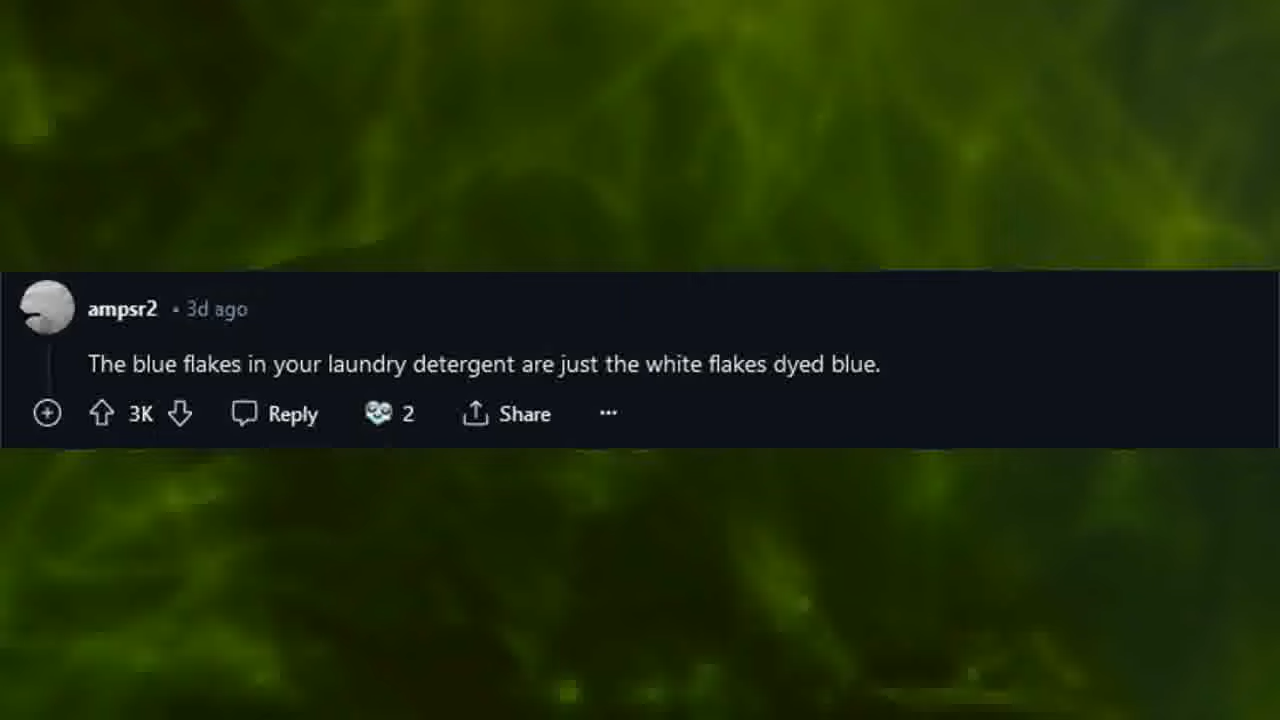 ampsr2 • 3d ago
The blue flakes in your laundry detergent are just the white flakes dyed blue.
3K Reply 2 Share ...